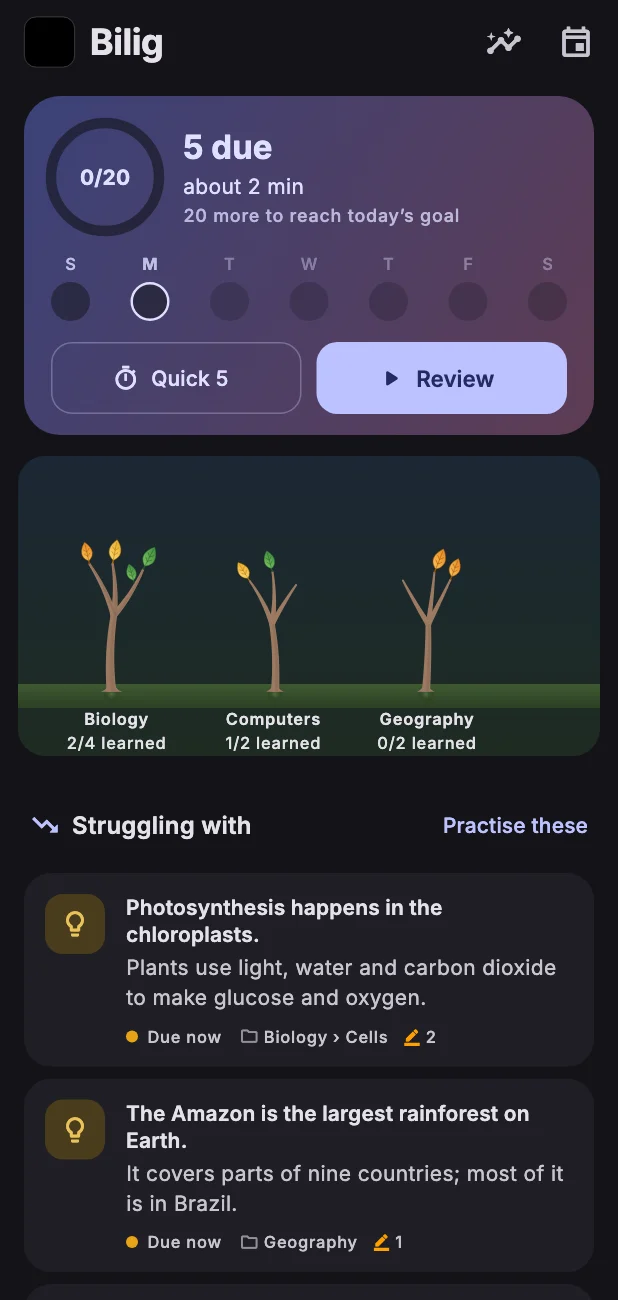 Bilig
0/20
5 due
about 2 min
20 more to reach today’s goal
S M T W T F S
Quick 5
Review
Biology
2/4 learned
Computers
1/2 learned
Geography
0/2 learned
Struggling with
Practise these
Photosynthesis happens in the
chloroplasts.
Plants use light, water and carbon dioxide
to make glucose and oxygen.
Due now Biology › Cells 2
The Amazon is the largest rainforest on
Earth.
It covers parts of nine countries; most of it
is in Brazil.
Due now Geography 1